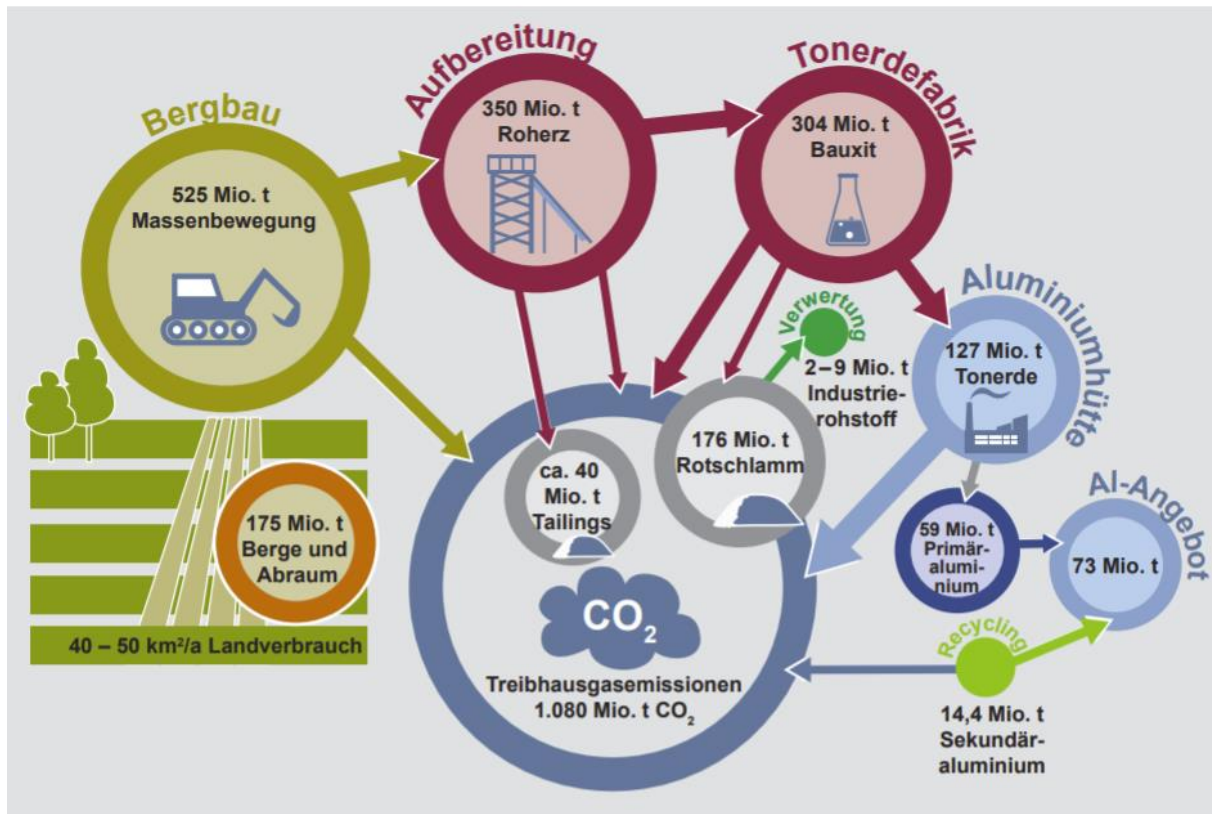 Bergbau
525 Mio. t
Massenbewegung
Aufbereitung
350 Mio. t
Roherz
Tonerdefabrik
304 Mio. t
Bauxit
Verwertung
2–9 Mio. t
Industrie-
rohstoff
Aluminiumhütte
127 Mio. t
Tonerde
175 Mio. t
Berge und
Abraum
40 – 50 km²/a Landverbrauch
ca. 40
Mio. t
Tailings
176 Mio. t
Rotschlamm
59 Mio. t
Primär-
alumi-
nium
Al-Angebot
73 Mio. t
CO₂
Treibhausgasemissionen
1.080 Mio. t CO₂
Recycling
14,4 Mio. t
Sekundär-
aluminium